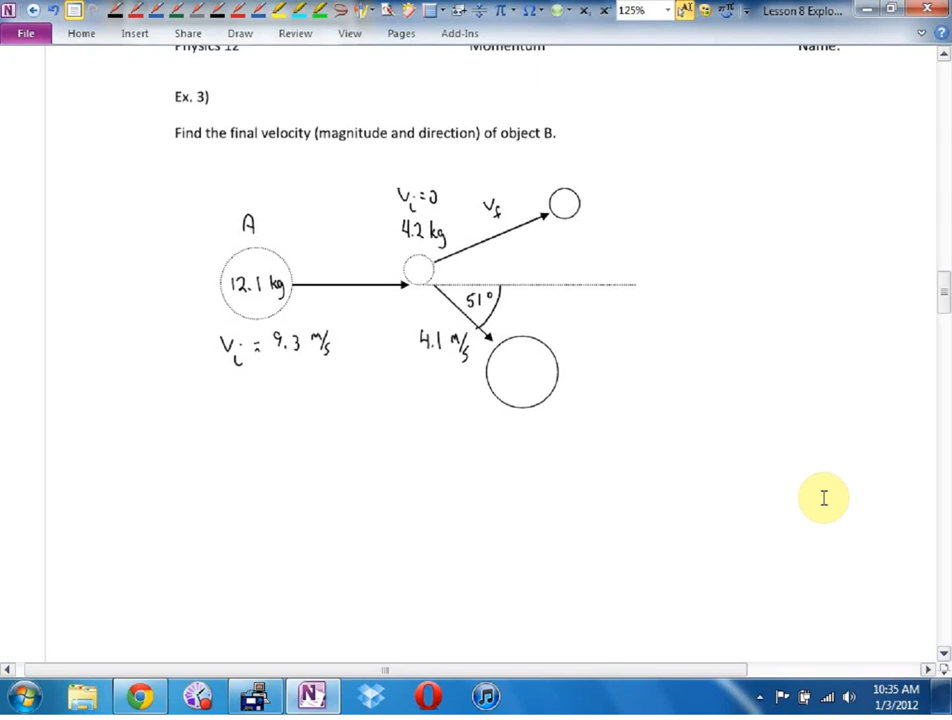 125%
Lesson 8 Explo...
File
Home
Insert
Share
Draw
Review
View
Pages
Add-Ins
Physics 12
Momentum
Name:
Ex. 3)
Find the final velocity (magnitude and direction) of object B.
Vi = 0
4.2 kg
Vf
A
12.1 kg
51°
Vi = 9.3 m/s
4.1 m/s
10:35 AM
1/3/2012